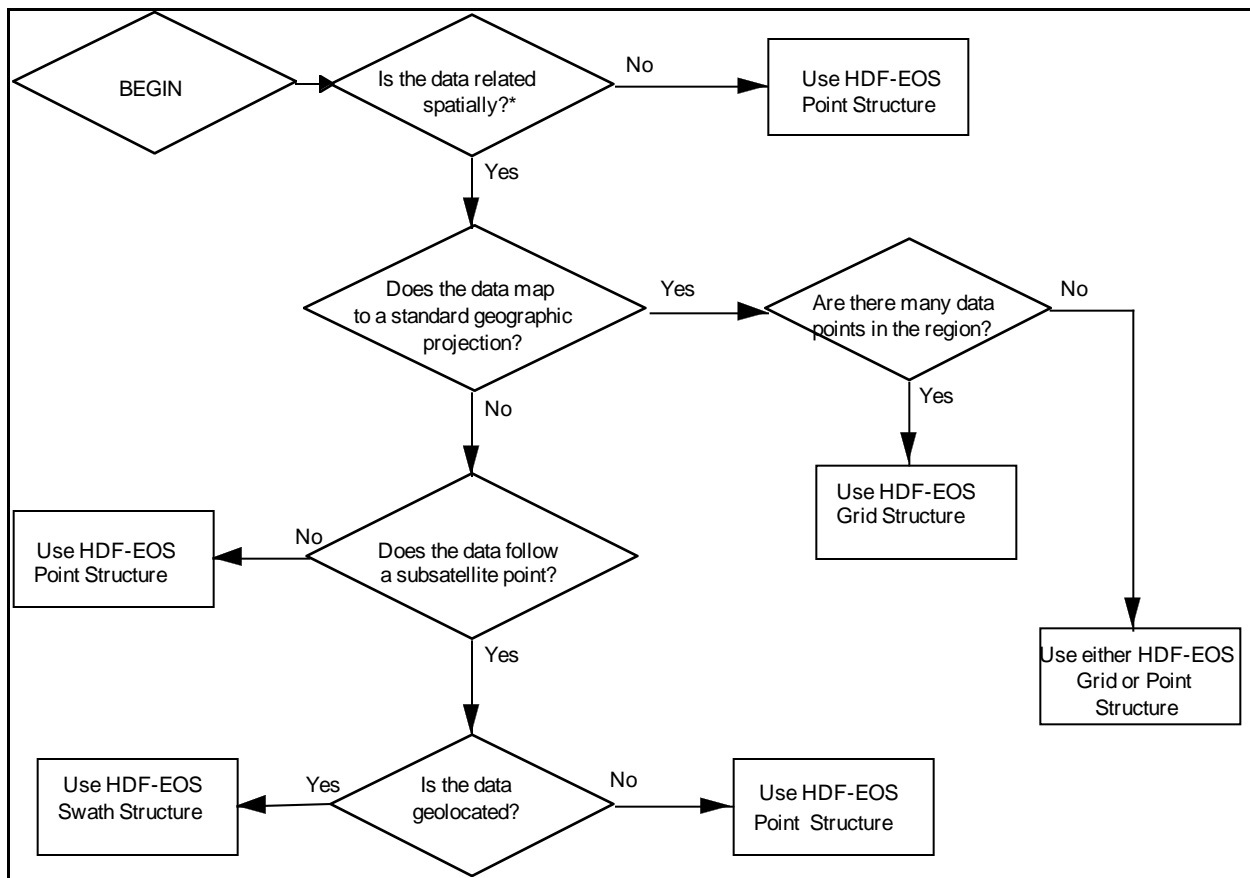 BEGIN
Is the data related
spatially?*
No
Use HDF-EOS
Point Structure
Yes
Does the data map
to a standard geographic
projection?
Yes
Are there many data
points in the region?
No
No
Yes
Use HDF-EOS
Grid Structure
Use HDF-EOS
Point Structure
No
Does the data follow
a subsatellite point?
Yes
Use either HDF-EOS
Grid or Point
Structure
Use HDF-EOS
Swath Structure
Yes
Is the data
geolocated?
No
Use HDF-EOS
Point Structure